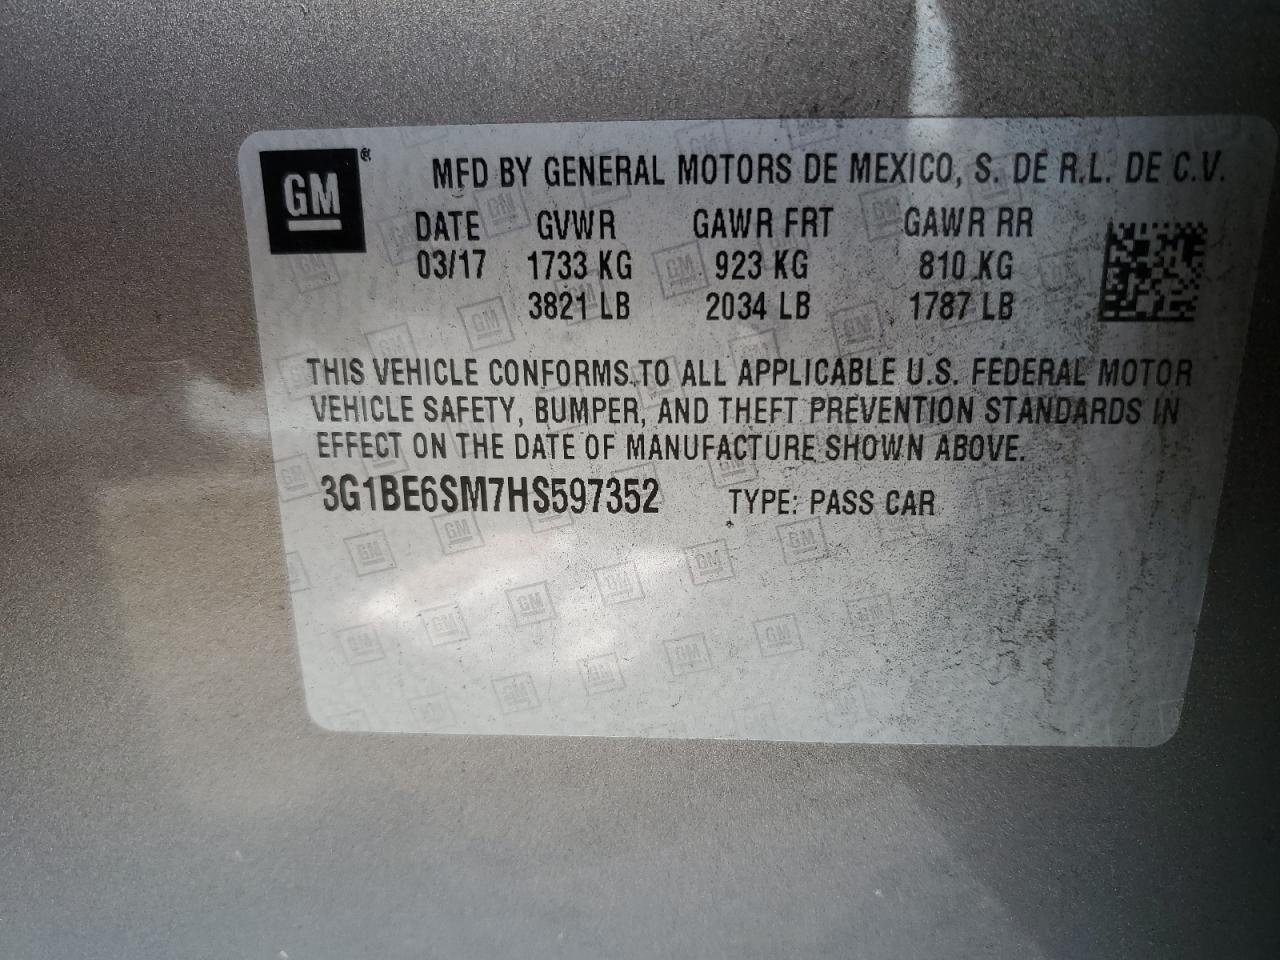 GM®
MFD BY GENERAL MOTORS DE MEXICO, S. DE R.L. DE C.V.
DATE GVWR GAWR FRT GAWR RR
03/17 1733 KG 923 KG 810 KG
3821 LB 2034 LB 1787 LB
THIS VEHICLE CONFORMS TO ALL APPLICABLE U.S. FEDERAL MOTOR
VEHICLE SAFETY, BUMPER, AND THEFT PREVENTION STANDARDS IN
EFFECT ON THE DATE OF MANUFACTURE SHOWN ABOVE.
3G1BE6SM7HS597352 TYPE: PASS CAR